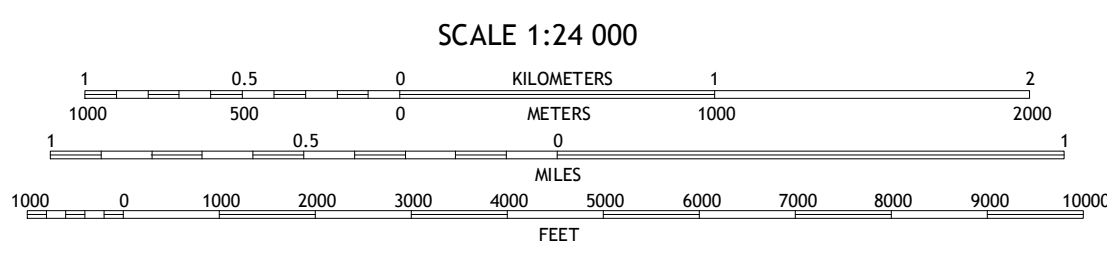 SCALE 1:24 000
1 0.5 0 KILOMETERS 1 2
1000 500 0 METERS 1000 2000
1 0.5 0 1
MILES
1000 0 1000 2000 3000 4000 5000 6000 7000 8000 9000 10000
FEET